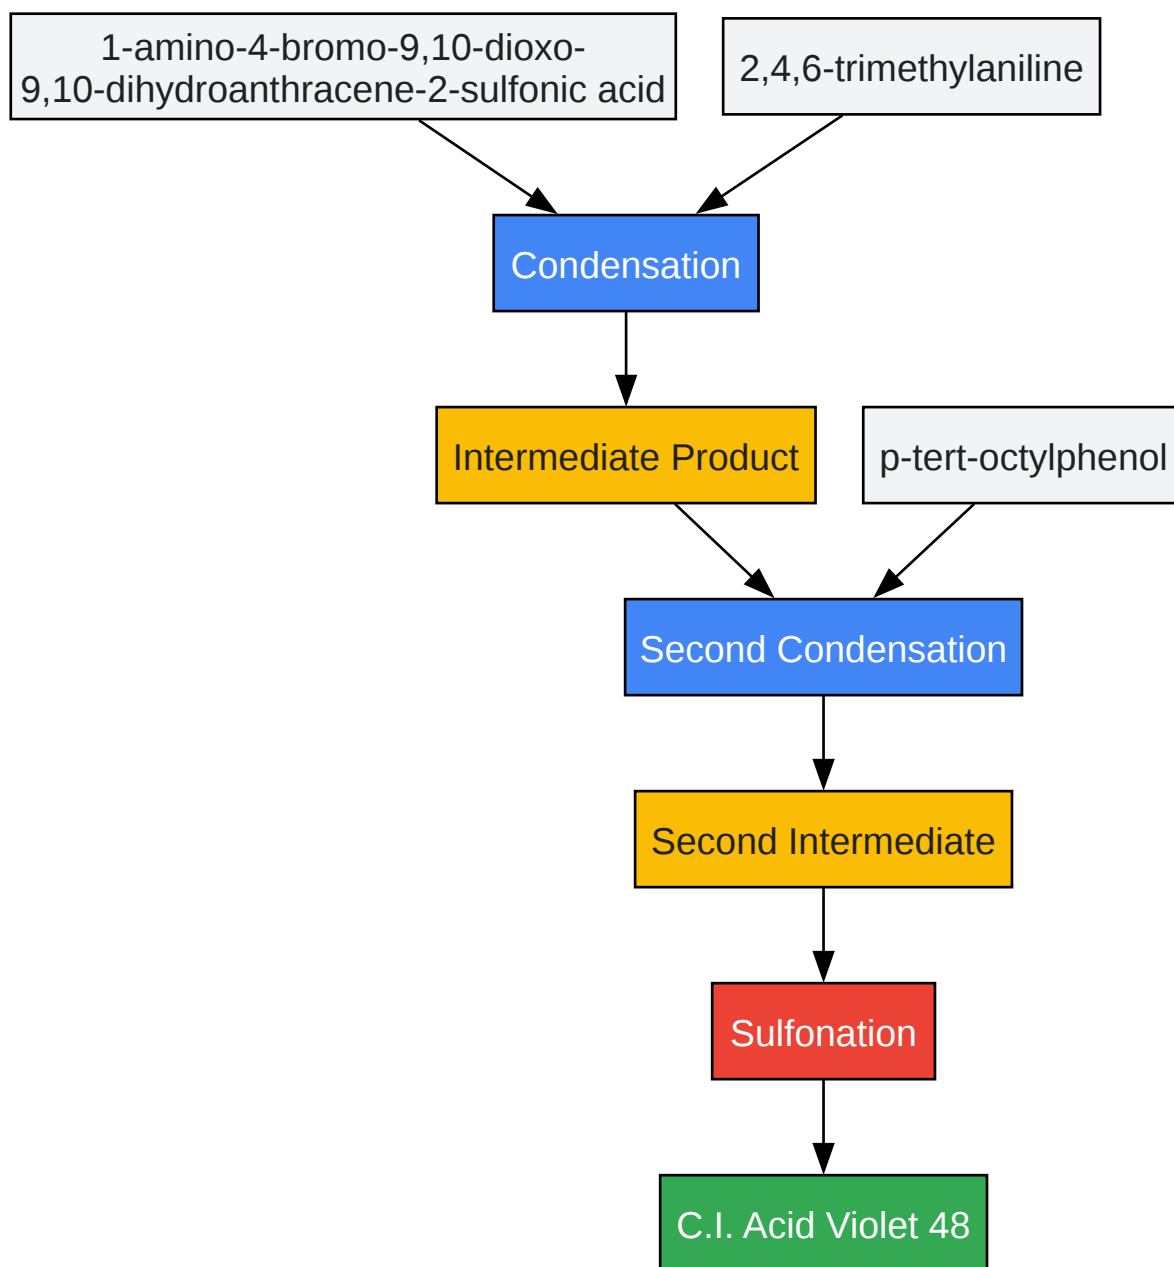 1-amino-4-bromo-9,10-dioxo-
9,10-dihydroanthracene-2-sulfonic acid
2,4,6-trimethylaniline
Condensation
Intermediate Product
p-tert-octylphenol
Second Condensation
Second Intermediate
Sulfonation
C.I. Acid Violet 48